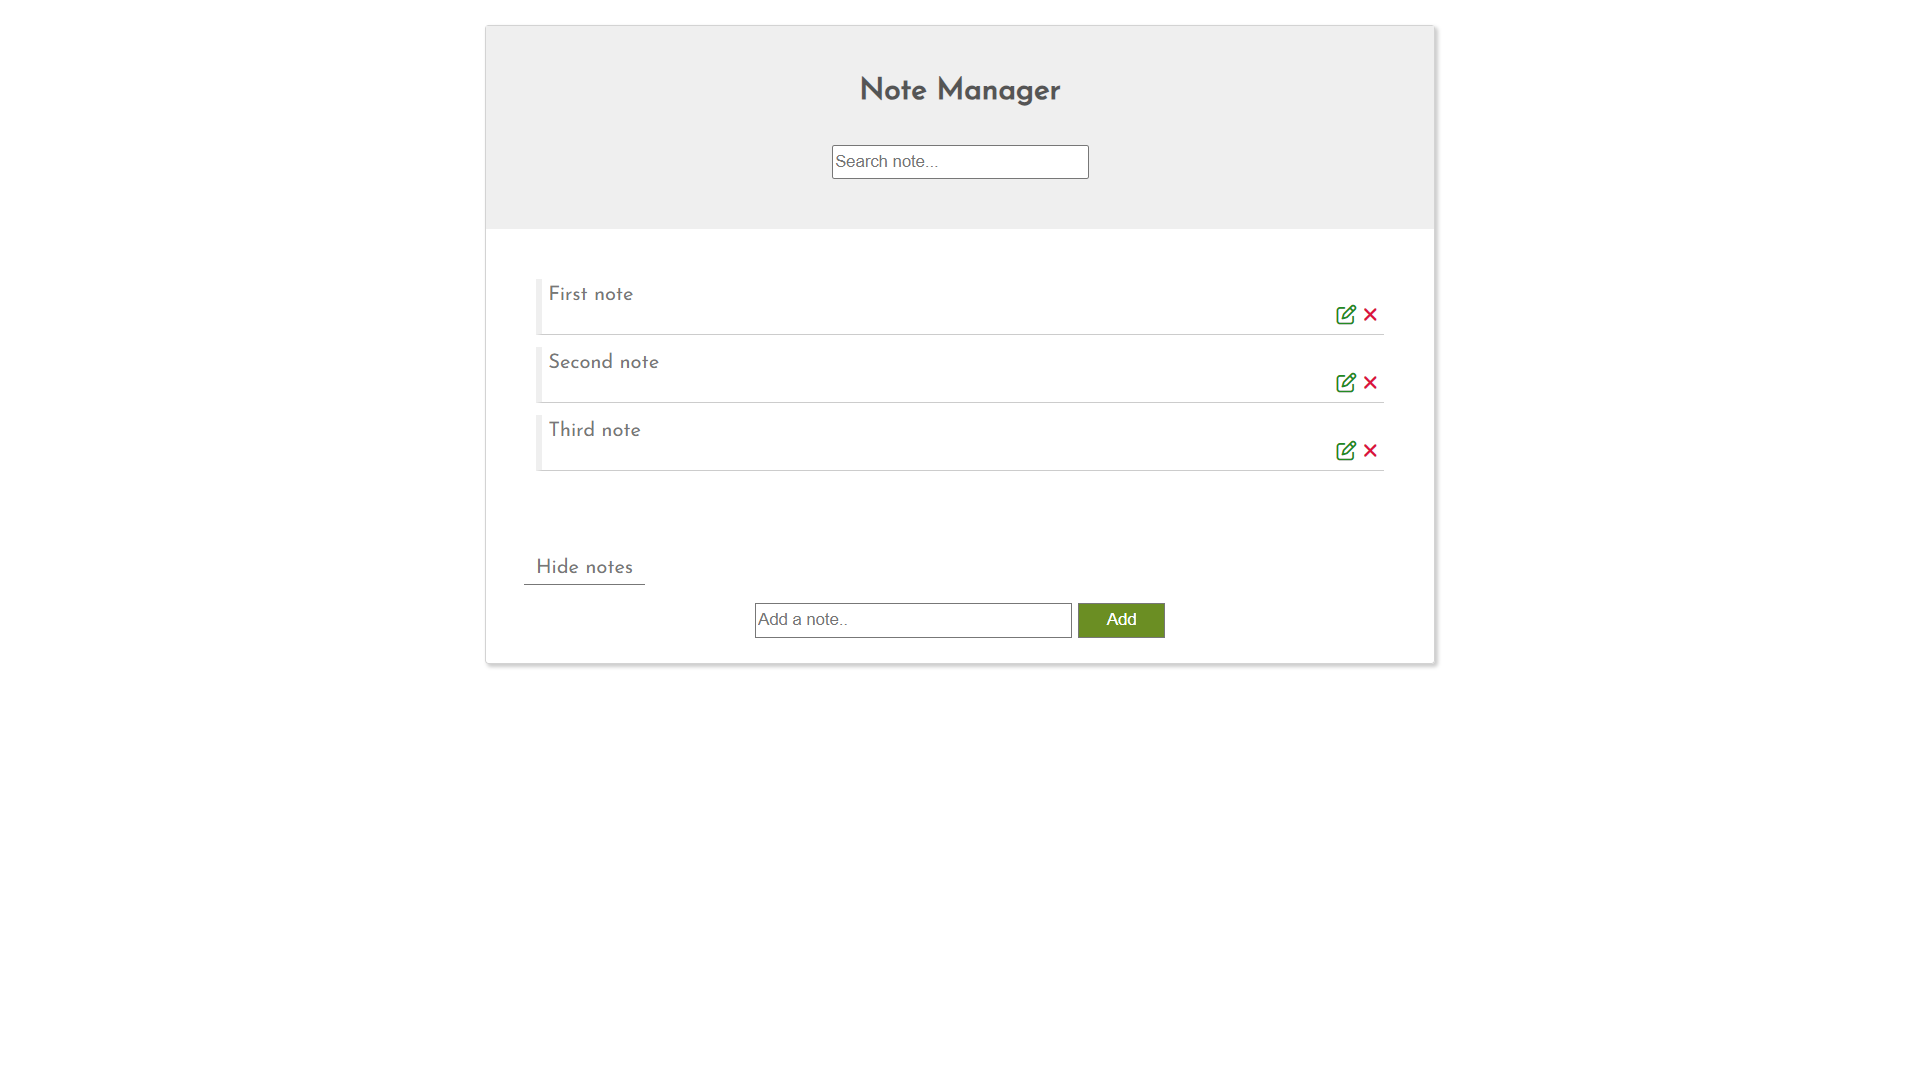 Note Manager
Search note...
First note
Second note
Third note
Hide notes
Add a note..
Add